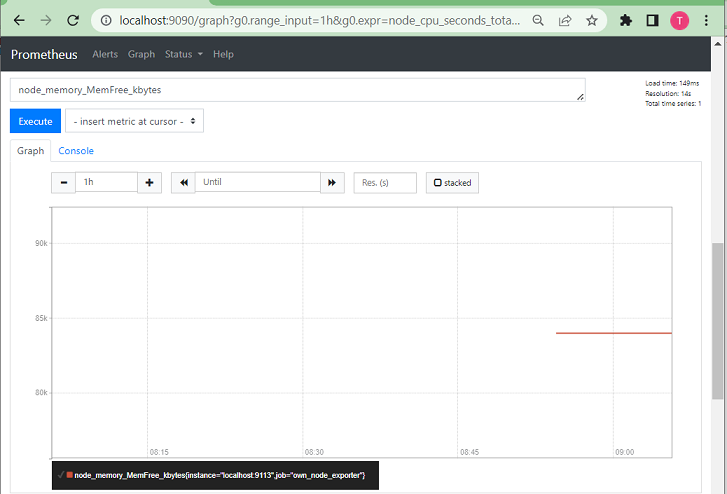 localhost:9090/graph?g0.range_input=1h&g0.expr=node_cpu_seconds_tota...
T
Prometheus Alerts Graph Status Help
node_memory_MemFree_kbytes
Load time: 149ms
Resolution: 14s
Total time series: 1
Execute
- insert metric at cursor -
Graph Console
1h
Until
Res. (s)
stacked
90k
85k
80k
08:15 08:30 08:45 09:00
node_memory_MemFree_kbytes{instance="localhost:9113",job="own_node_exporter"}